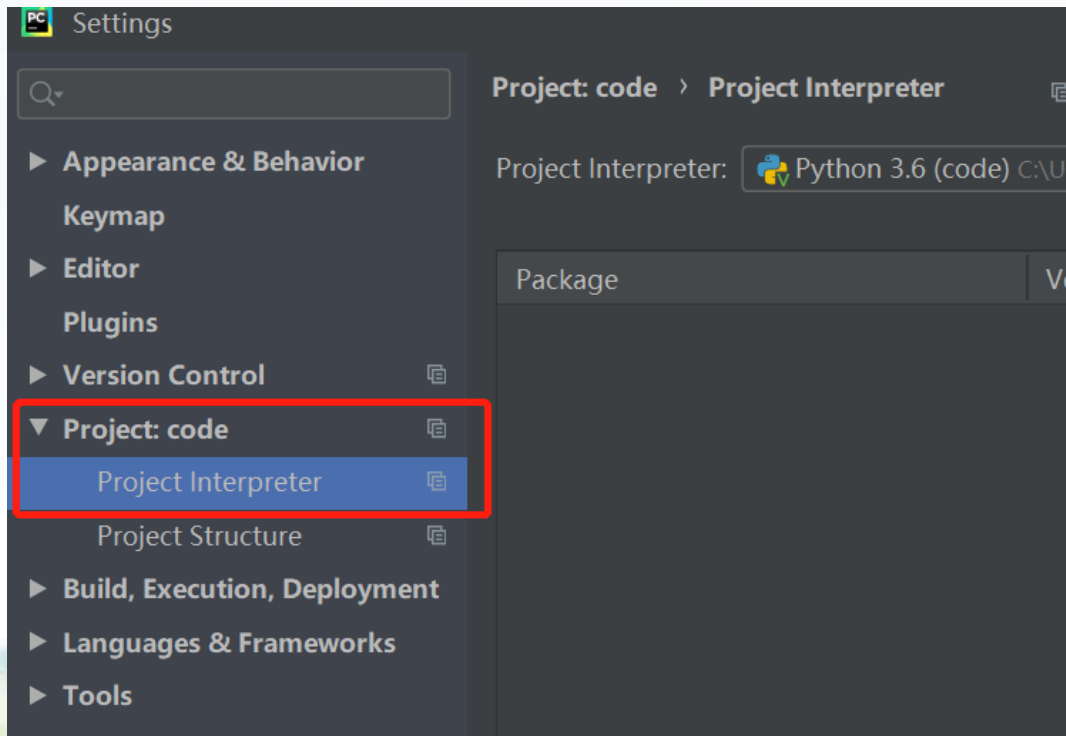 PC Settings
Project: code › Project Interpreter
Appearance & Behavior
Project Interpreter: Python 3.6 (code) C:\U
Keymap
Editor
Package
Plugins
Version Control
Project: code
Project Interpreter
Project Structure
Build, Execution, Deployment
Languages & Frameworks
Tools